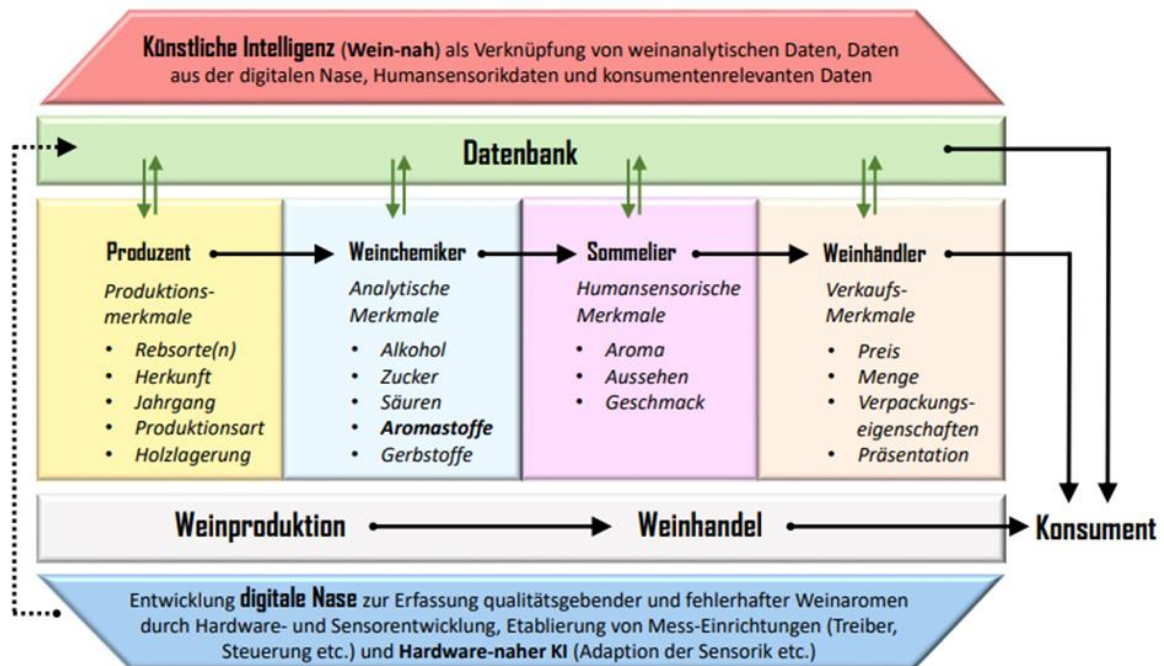 Künstliche Intelligenz (Wein-nah) als Verknüpfung von weinanalytischen Daten, Daten
aus der digitalen Nase, Humansensorikdaten und konsumentenrelevanten Daten
Datenbank
Produzent
Produktions-
merkmale
• Rebsorte(n)
• Herkunft
• Jahrgang
• Produktionsart
• Holzlagerung
Weinchemiker
Analytische
Merkmale
• Alkohol
• Zucker
• Säuren
• Aromastoffe
• Gerbstoffe
Sommelier
Humansensorische
Merkmale
• Aroma
• Aussehen
• Geschmack
Weinhändler
Verkaufs-
Merkmale
• Preis
• Menge
• Verpackungs-
eigenschaften
• Präsentation
Weinproduktion
Weinhandel
Konsument
Entwicklung digitale Nase zur Erfassung qualitätsgebender und fehlerhafter Weinaromen
durch Hardware- und Sensorentwicklung, Etablierung von Mess-Einrichtungen (Treiber,
Steuerung etc.) und Hardware-naher KI (Adaption der Sensorik etc.)